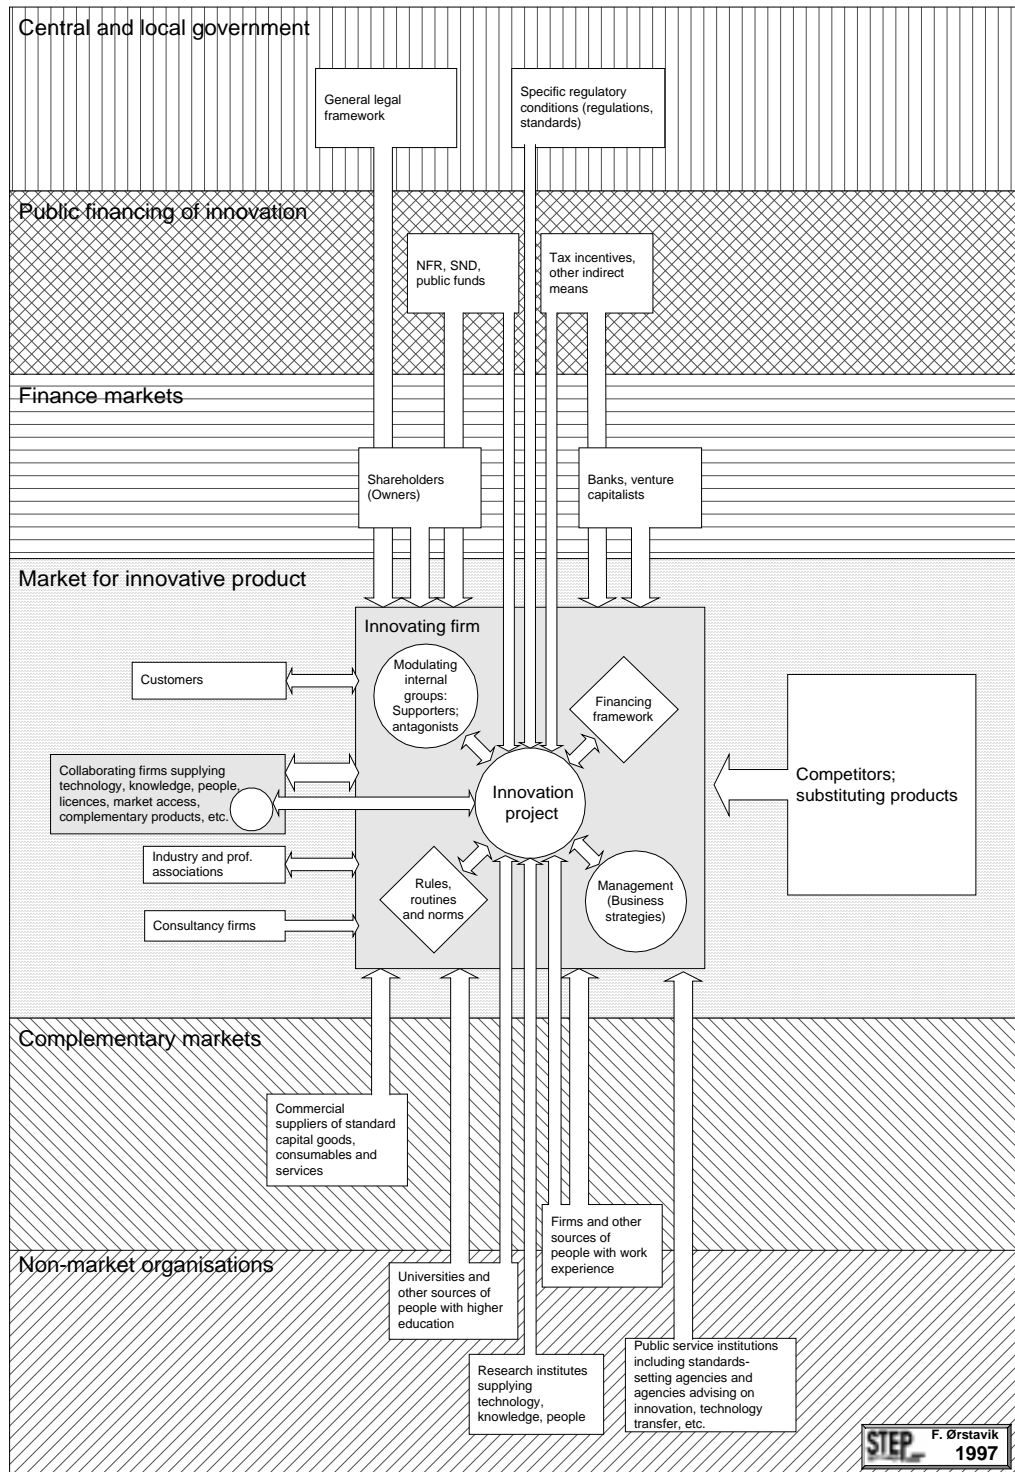 Central and local government
General legal
framework
Specific regulatory
conditions (regulations,
standards)
Public financing of innovation
NFR, SND,
public funds
Tax incentives,
other indirect
means
Finance markets
Shareholders
(Owners)
Banks, venture
capitalists
Market for innovative product
Innovating firm
Modulating
internal
groups:
Supporters;
antagonists
Financing
framework
Customers
Collaborating firms supplying
technology, knowledge, people,
licences, market access,
complementary products, etc.
Innovation
project
Competitors;
substituting products
Industry and prof.
associations
Rules,
routines
and norms
Management
(Business
strategies)
Consultancy firms
Complementary markets
Commercial
suppliers of standard
capital goods,
consumables and
services
Firms and other
sources of
people with work
experience
Non-market organisations
Universities and
other sources of
people with higher
education
Research institutes
supplying
technology,
knowledge, people
Public service institutions
including standards-
setting agencies and
agencies advising on
innovation, technology
transfer, etc.
STEP
F. Ørstavik
1997